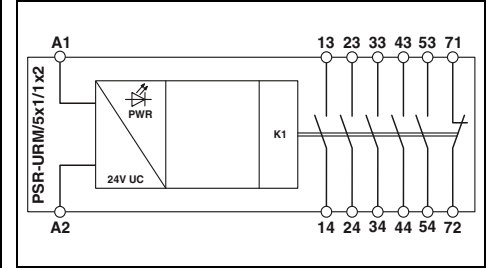 A1 13 23 33 43 53 71
PSR-URM/5x1/1x2
PWR
K1
24V UC
A2 14 24 34 44 54 72